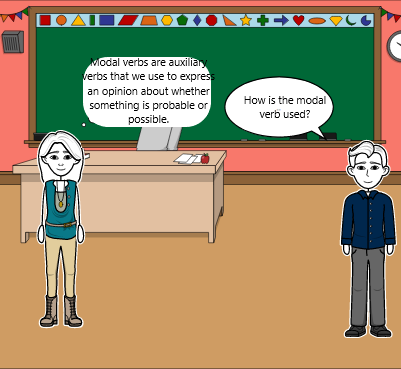 Modal verbs are auxiliary
verbs that we use to express
an opinion about whether
something is probable or
possible.
How is the modal
verb used?